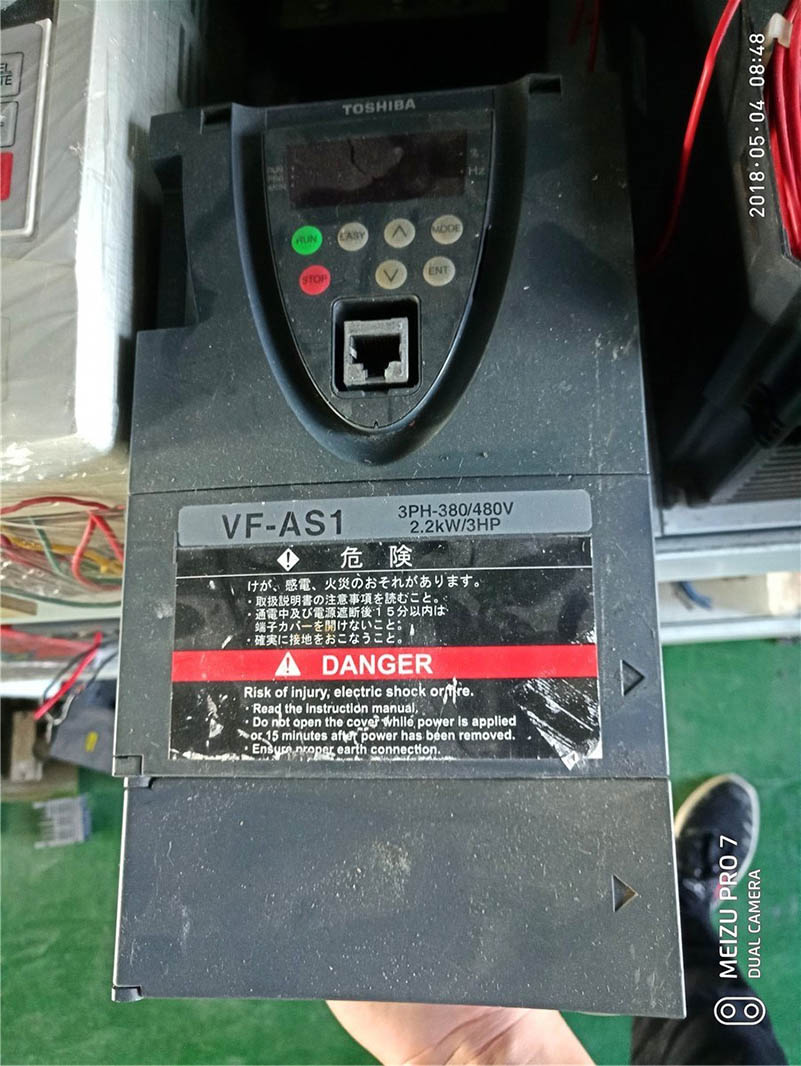 TOSHIBA
RUN
PRG
MON
%
Hz
RUN
EASY
MODE
STOP
ENT
VF-AS1
3PH-380/480V
2.2kW/3HP
危険
けが、感電、火災のおそれがあります。
・取扱説明書の注意事項を読むこと。
・通電中及び電源遮断後15分以内は
端子カバーを開けないこと。
・確実に接地をおこなうこと。
DANGER
Risk of injury, electric shock or fire.
・Read the instruction manual.
・Do not open the cover while power is applied
or 15 minutes after power has been removed.
・Ensure proper earth connection.
2018·05·04 08:48
MEIZU PRO 7
DUAL CAMERA